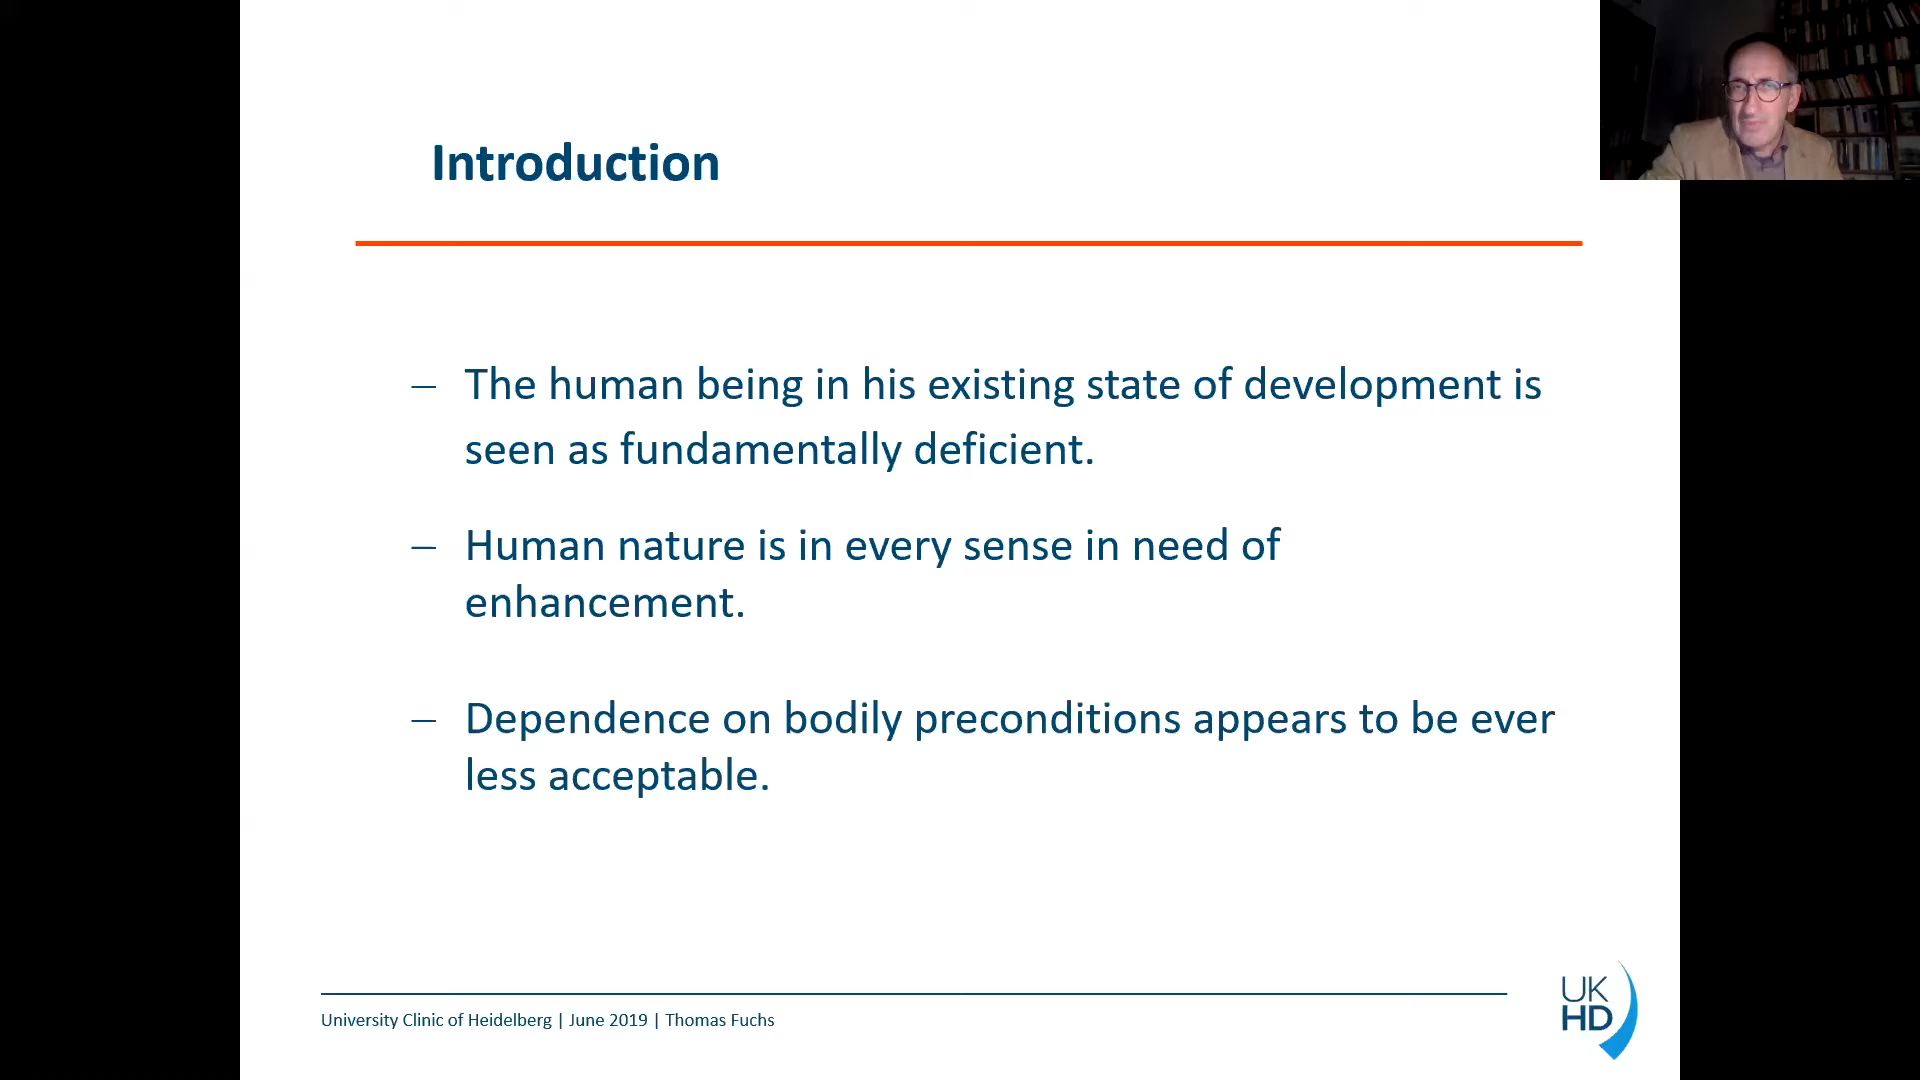 Introduction
– The human being in his existing state of development is
seen as fundamentally deficient.
– Human nature is in every sense in need of
enhancement.
– Dependence on bodily preconditions appears to be ever
less acceptable.
University Clinic of Heidelberg | June 2019 | Thomas Fuchs
UK
HD